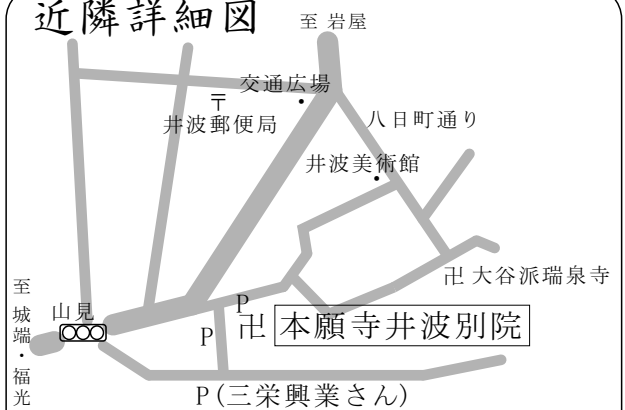 近隣詳細図
至 岩屋
交通広場
〒
井波郵便局
八日町通り
井波美術館
卍 大谷派瑞泉寺
至 城端・福光
山見
P
P
卍 本願寺井波別院
P (三栄興業さん)